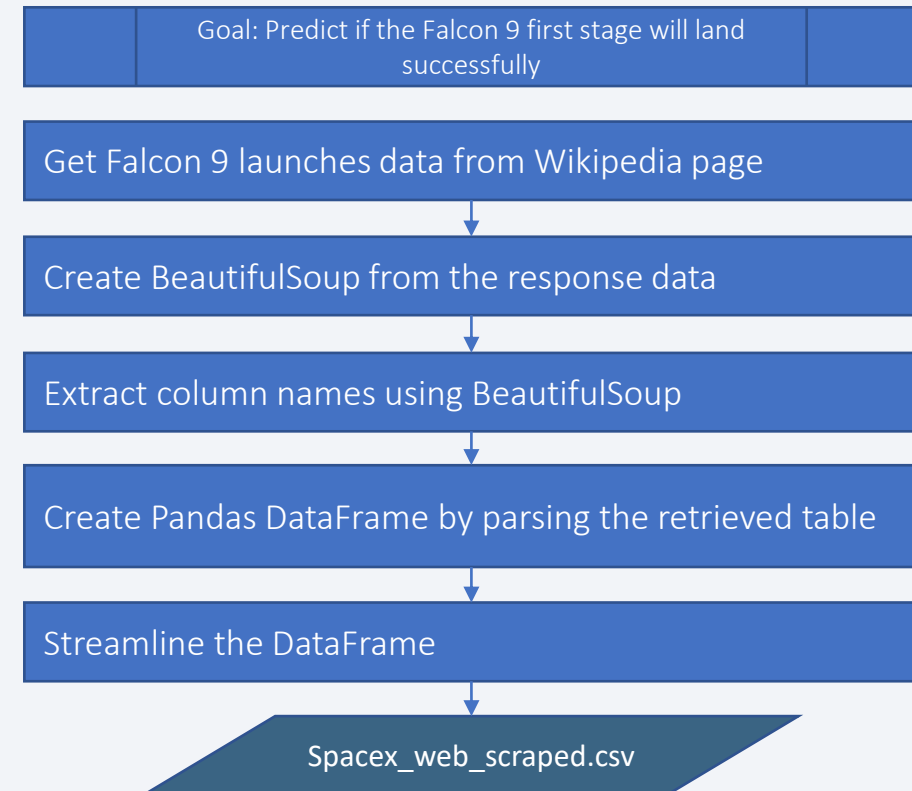 Goal: Predict if the Falcon 9 first stage will land
successfully
Get Falcon 9 launches data from Wikipedia page
Create BeautifulSoup from the response data
Extract column names using BeautifulSoup
Create Pandas DataFrame by parsing the retrieved table
Streamline the DataFrame
Spacex_web_scraped.csv